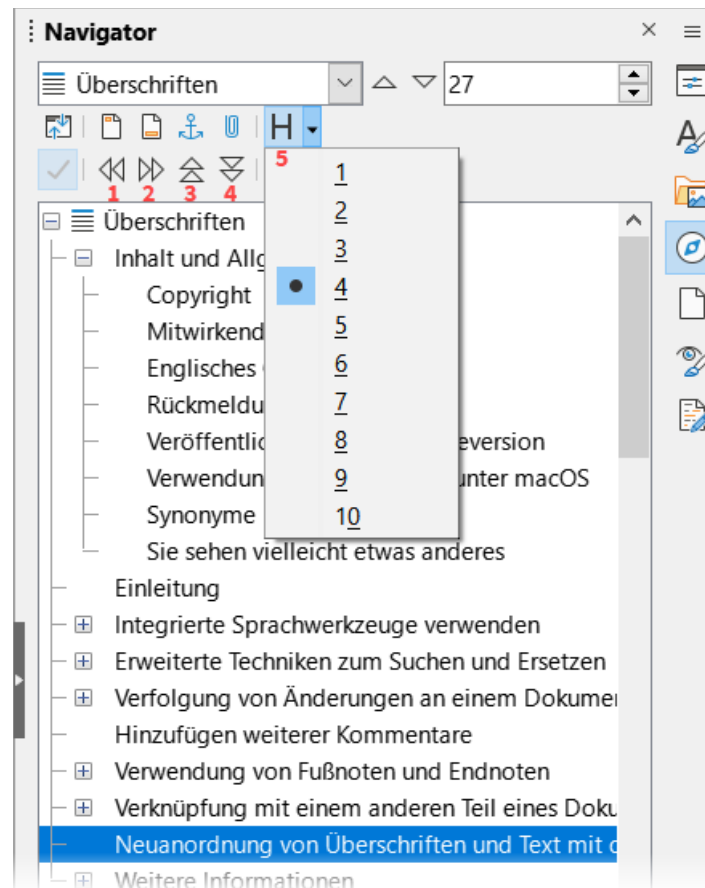 Navigator
Überschriften 27
H
5
1 2 3 4
1
2
3
4
5
6
7
8
9
10
Überschriften
Inhalt und Allg
Copyright
Mitwirkend
Englisches
Rückmeldu
Veröffentlic eversion
Verwendun unter macOS
Synonyme
Sie sehen vielleicht etwas anderes
Einleitung
Integrierte Sprachwerkzeuge verwenden
Erweiterte Techniken zum Suchen und Ersetzen
Verfolgung von Änderungen an einem Dokumen
Hinzufügen weiterer Kommentare
Verwendung von Fußnoten und Endnoten
Verknüpfung mit einem anderen Teil eines Doku
Neuanordnung von Überschriften und Text mit d
Weitere Informationen